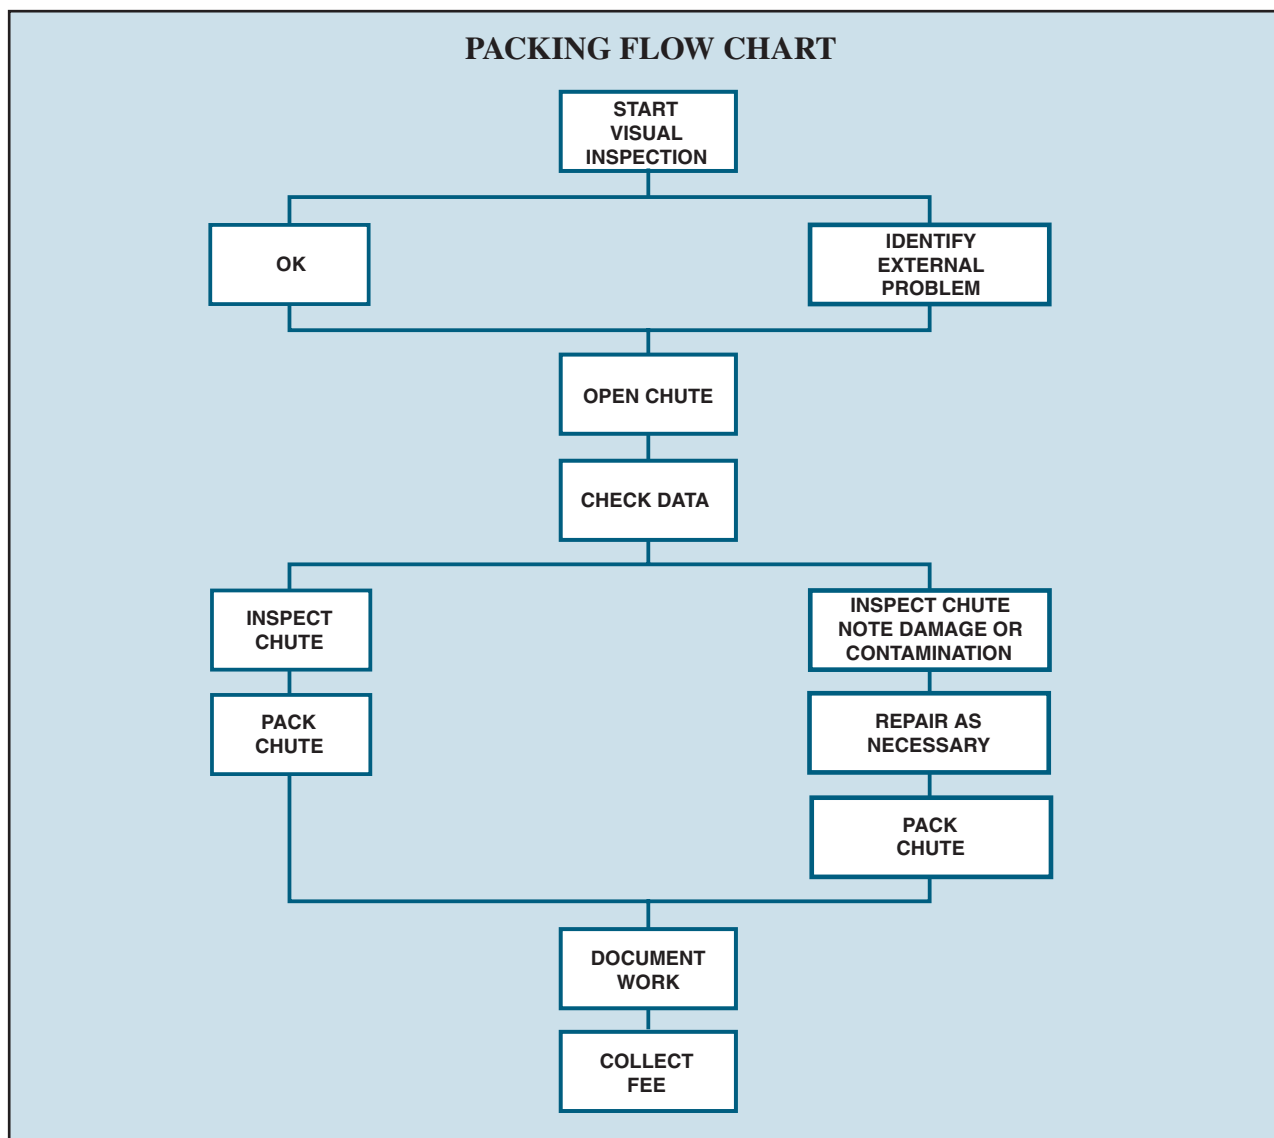 PACKING FLOW CHART
START
VISUAL
INSPECTION
OK
IDENTIFY
EXTERNAL
PROBLEM
OPEN CHUTE
CHECK DATA
INSPECT
CHUTE
PACK
CHUTE
INSPECT CHUTE
NOTE DAMAGE OR
CONTAMINATION
REPAIR AS
NECESSARY
PACK
CHUTE
DOCUMENT
WORK
COLLECT
FEE